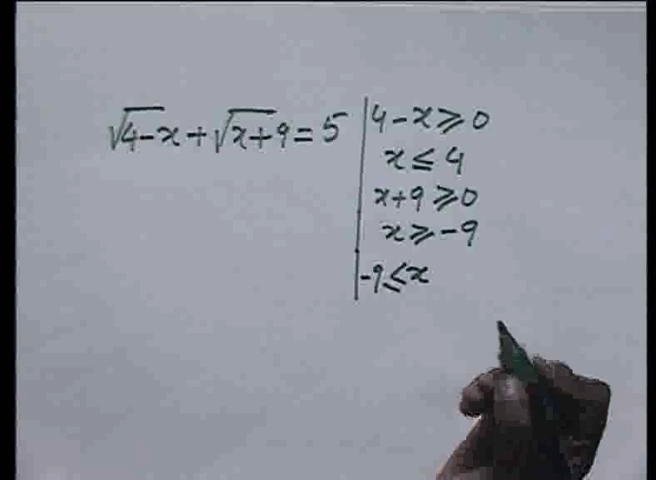 √4-x + √x+9 = 5
4-x ≥ 0
x ≤ 4
x+9 ≥ 0
x ≥ -9
-9 ≤ x